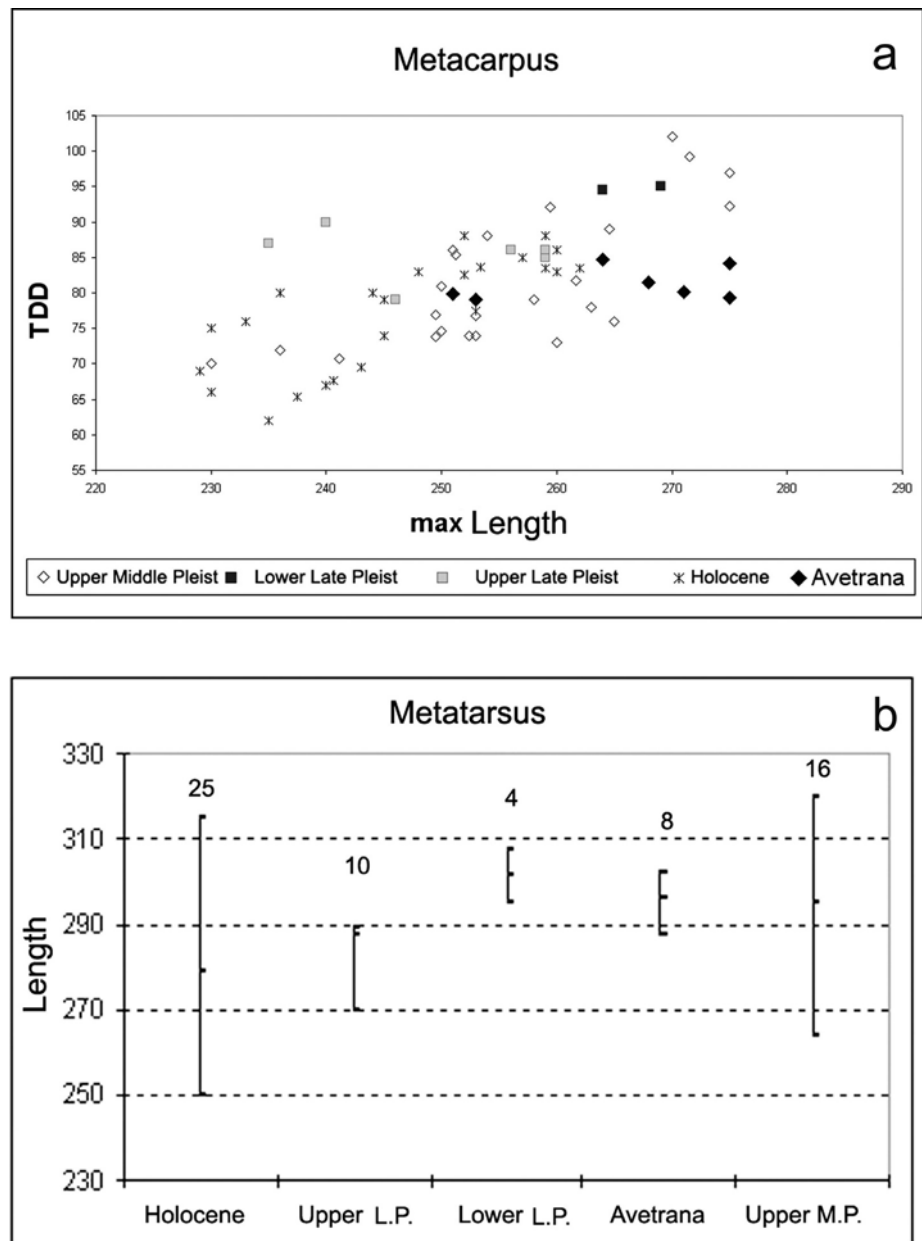 Metacarpus
a
105
100
95
90
85
80
75
70
65
60
55
TDD
220 230 240 250 260 270 280 290
max Length
Upper Middle Pleist Lower Late Pleist Upper Late Pleist Holocene Avetrana
Metatarsus
b
330
310
290
270
250
230
Length
25
10
4
8
16
Holocene Upper L.P. Lower L.P. Avetrana Upper M.P.